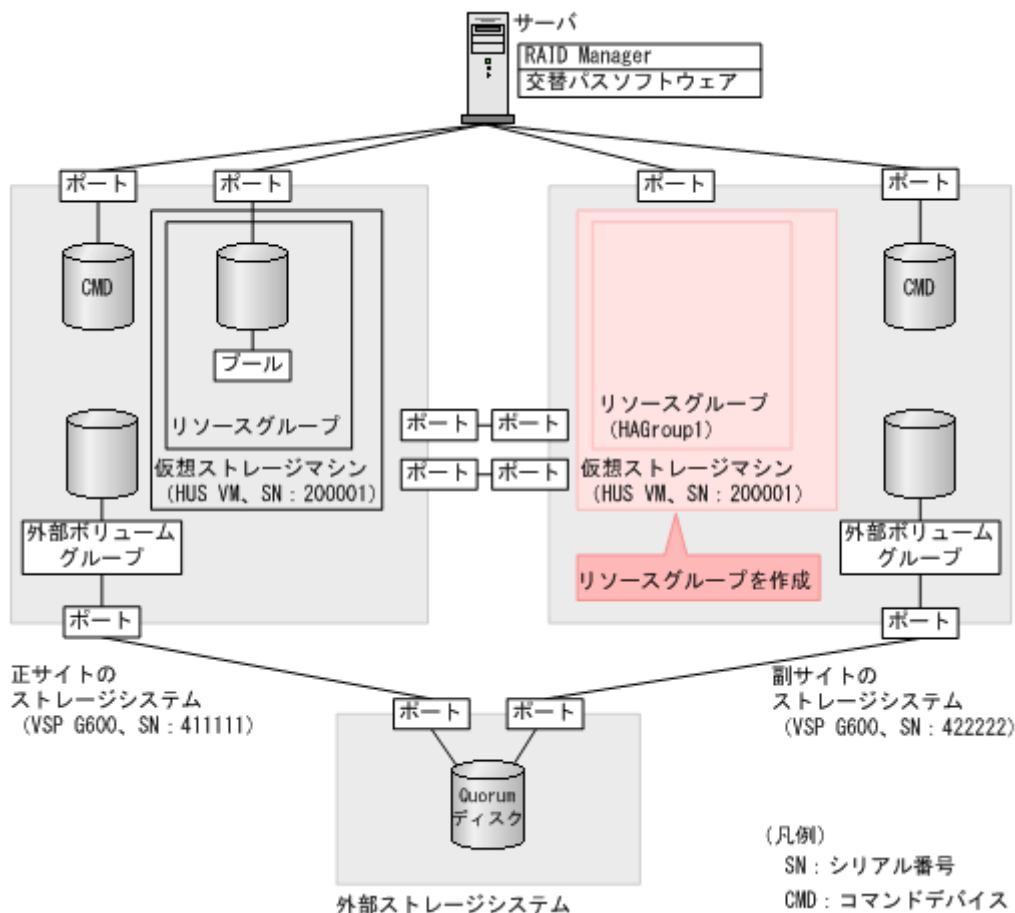 サーバ
RAID Manager
交替パスソフトウェア
ポート
ポート
ポート
ポート
CMD
CMD
プール
リソースグループ
リソースグループ
(HAGroup1)
ポート
ポート
仮想ストレージマシン
(HUS VM、SN：200001)
ポート
ポート
仮想ストレージマシン
(HUS VM、SN：200001)
外部ボリューム
グループ
リソースグループを作成
外部ボリューム
グループ
ポート
ポート
正サイトの
ストレージシステム
(VSP G600、SN：411111)
副サイトの
ストレージシステム
(VSP G600、SN：422222)
ポート
ポート
Quorum
ディスク
外部ストレージシステム
(凡例)
SN：シリアル番号
CMD：コマンドデバイス